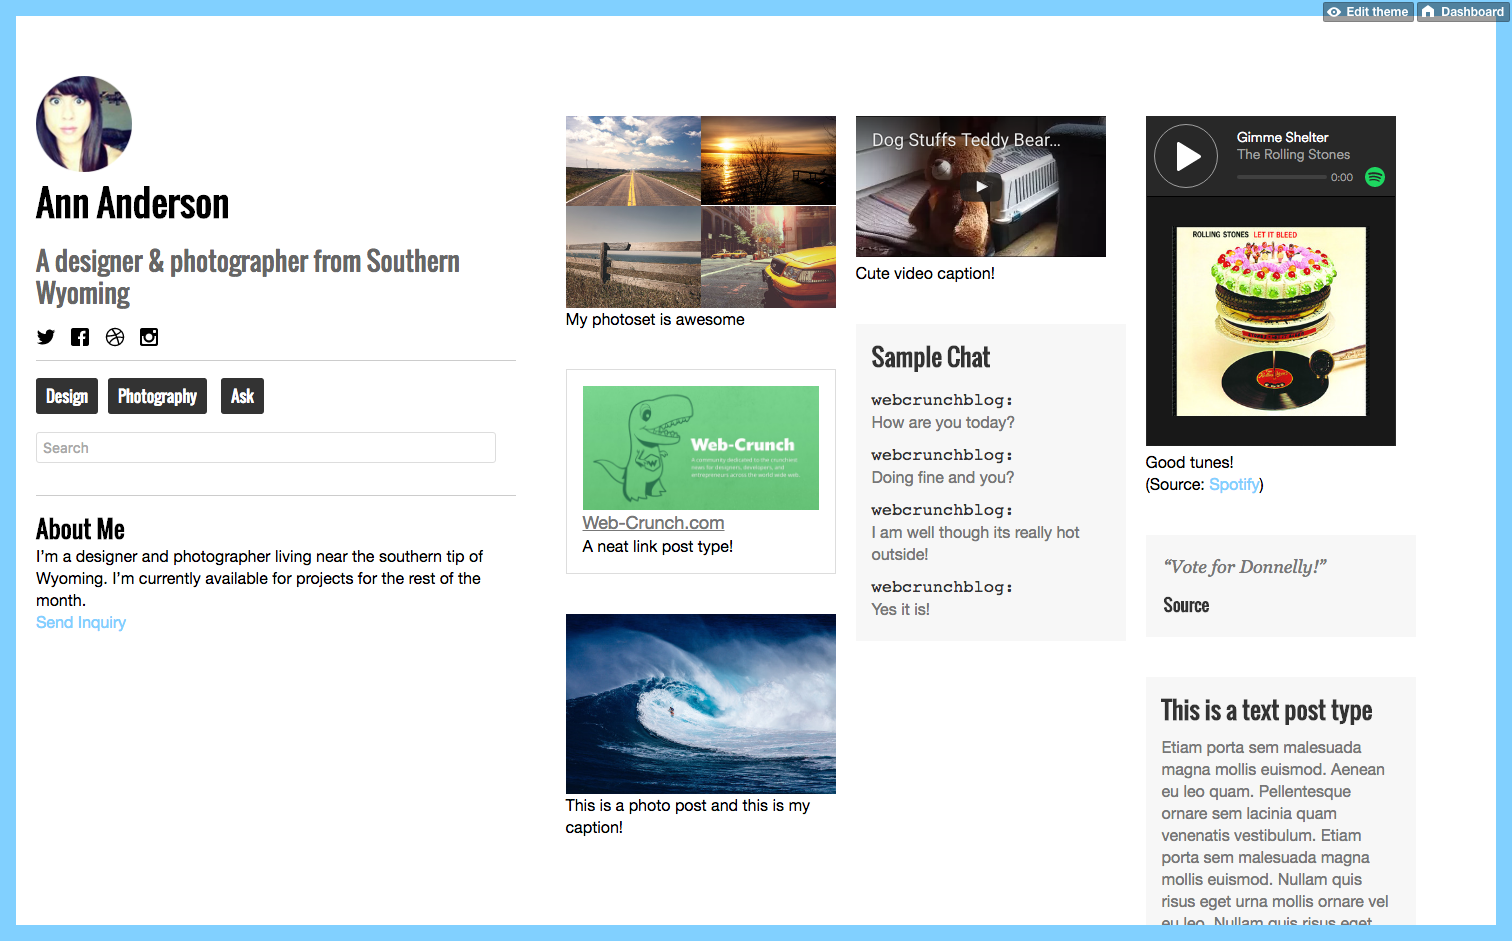 Edit theme
Dashboard
Ann Anderson
A designer & photographer from Southern
Wyoming
Design
Photography
Ask
Search
About Me
I'm a designer and photographer living near the southern tip of
Wyoming. I'm currently available for projects for the rest of the
month.
Send Inquiry
My photoset is awesome
Web-Crunch
A community dedicated to the countless
ideas for designers, developers, and
entrepreneurs across the world wide web.
Web-Crunch.com
A neat link post type!
This is a photo post and this is my
caption!
Dog Stuffs Teddy Bear...
Cute video caption!
Sample Chat
webcrunchblog:
How are you today?
webcrunchblog:
Doing fine and you?
webcrunchblog:
I am well though its really hot
outside!
webcrunchblog:
Yes it is!
Gimme Shelter
The Rolling Stones
0:00
ROLLING STONES LET IT BLEED
Good tunes!
(Source: Spotify)
“Vote for Donnelly!”
Source
This is a text post type
Etiam porta sem malesuada
magna mollis euismod. Aenean
eu leo quam. Pellentesque
ornare sem lacinia quam
venenatis vestibulum. Etiam
porta sem malesuada magna
mollis euismod. Nullam quis
risus eget urna mollis ornare vel
eu leo. Nullam quis risus eget